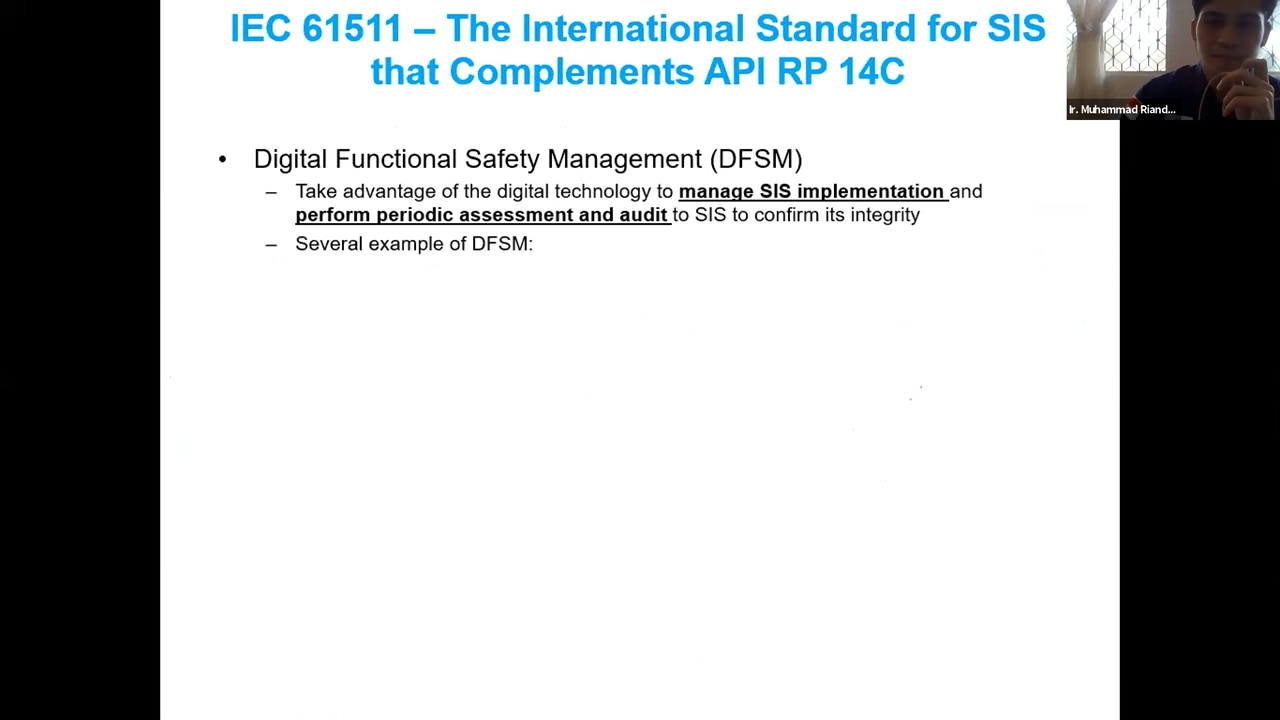 IEC 61511 – The International Standard for SIS
that Complements API RP 14C
Ir. Muhammad Riand...
• Digital Functional Safety Management (DFSM)
– Take advantage of the digital technology to manage SIS implementation and
perform periodic assessment and audit to SIS to confirm its integrity
– Several example of DFSM: